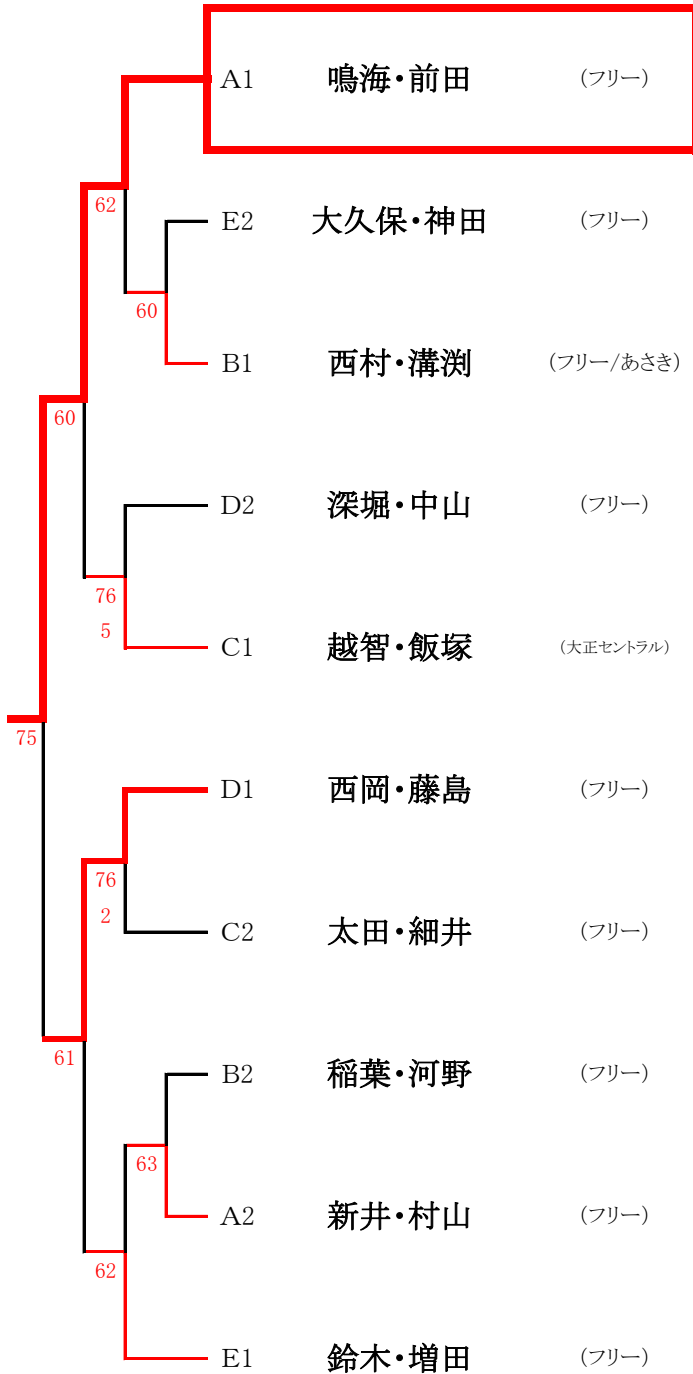 A1 鳴海・前田 (フリー)
62
E2 大久保・神田 (フリー)
60
B1 西村・溝渕 (フリー/あさき)
60
D2 深堀・中山 (フリー)
76
5
C1 越智・飯塚 (大正セントラル)
75
D1 西岡・藤島 (フリー)
76
2
C2 太田・細井 (フリー)
61
B2 稲葉・河野 (フリー)
63
A2 新井・村山 (フリー)
62
E1 鈴木・増田 (フリー)